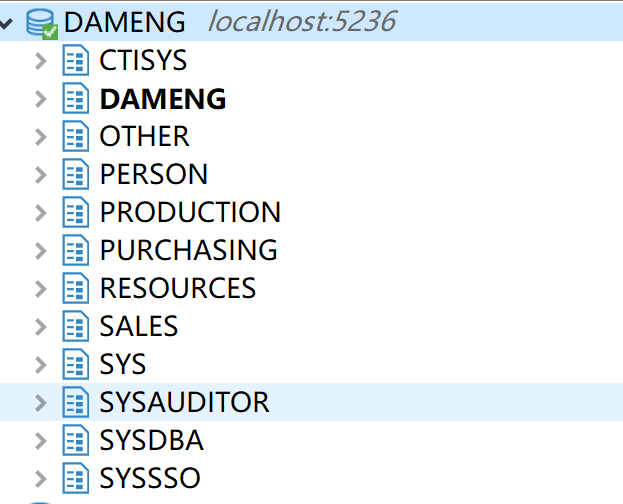 DAMENG localhost:5236
CTISYS
DAMENG
OTHER
PERSON
PRODUCTION
PURCHASING
RESOURCES
SALES
SYS
SYSAUDITOR
SYSDBA
SYSSSO